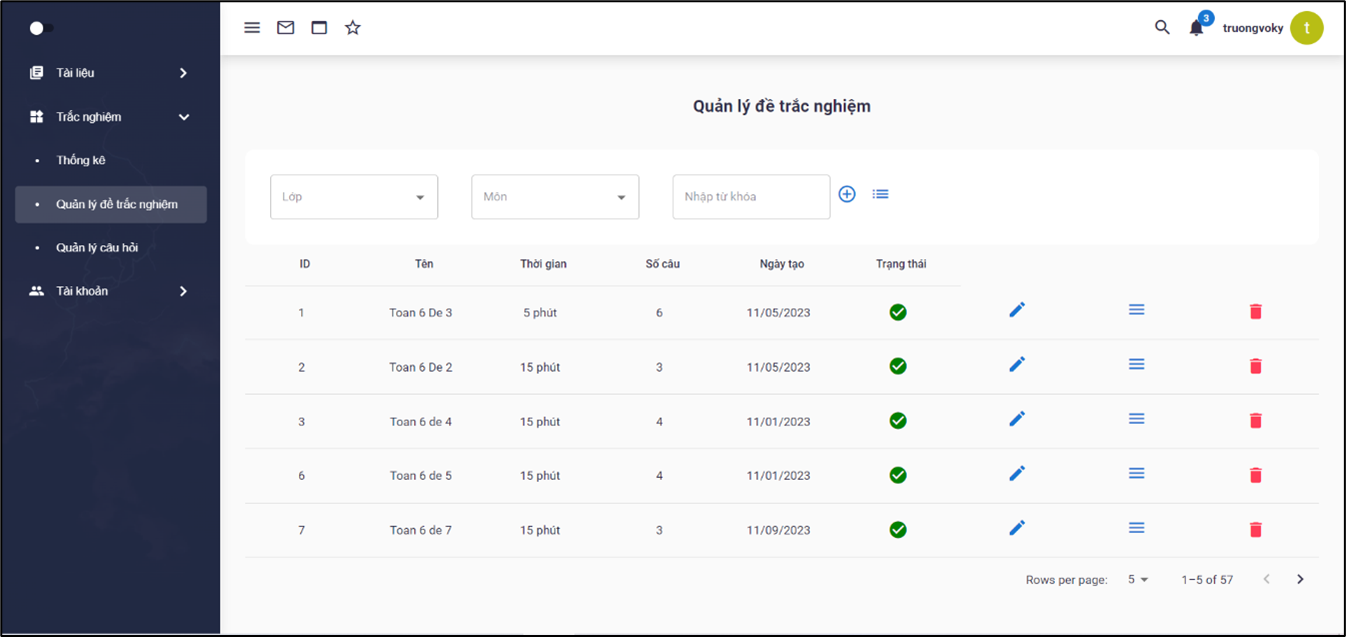 3
truongvoky
t
Tài liệu
Trắc nghiệm
Thống kê
Quản lý đề trắc nghiệm
Quản lý câu hỏi
Tài khoản
Quản lý đề trắc nghiệm
Lớp Môn Nhập từ khóa
ID Tên Thời gian Số câu Ngày tạo Trạng thái
1 Toan 6 De 3 5 phút 6 11/05/2023
2 Toan 6 De 2 15 phút 3 11/05/2023
3 Toan 6 de 4 15 phút 4 11/01/2023
6 Toan 6 de 5 15 phút 4 11/01/2023
7 Toan 6 de 7 15 phút 3 11/09/2023
Rows per page: 5 1–5 of 57